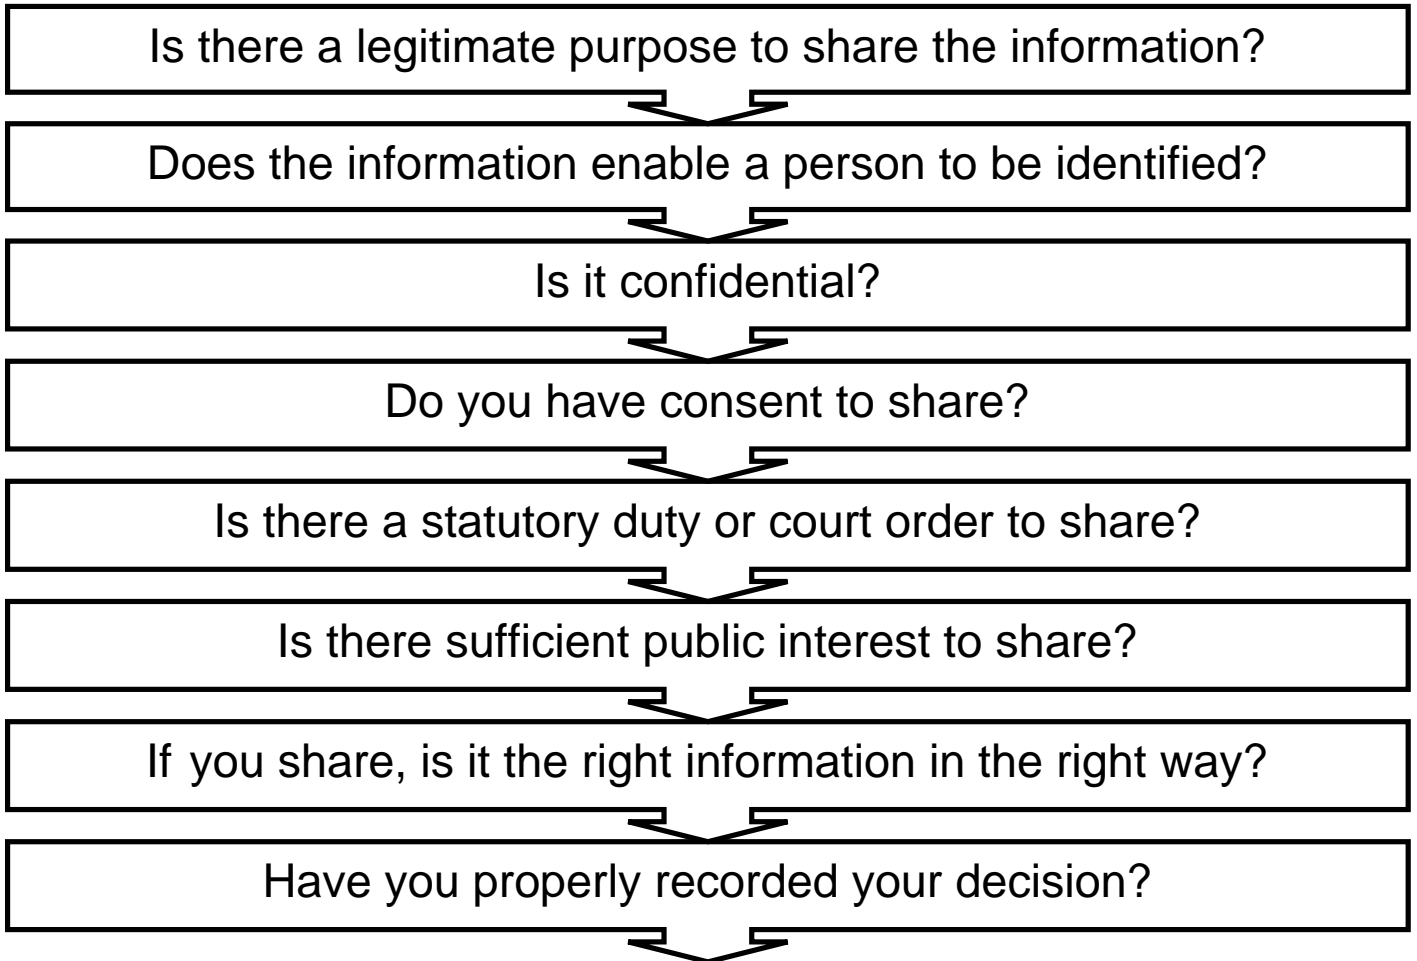 Is there a legitimate purpose to share the information?
Does the information enable a person to be identified?
Is it confidential?
Do you have consent to share?
Is there a statutory duty or court order to share?
Is there sufficient public interest to share?
If you share, is it the right information in the right way?
Have you properly recorded your decision?